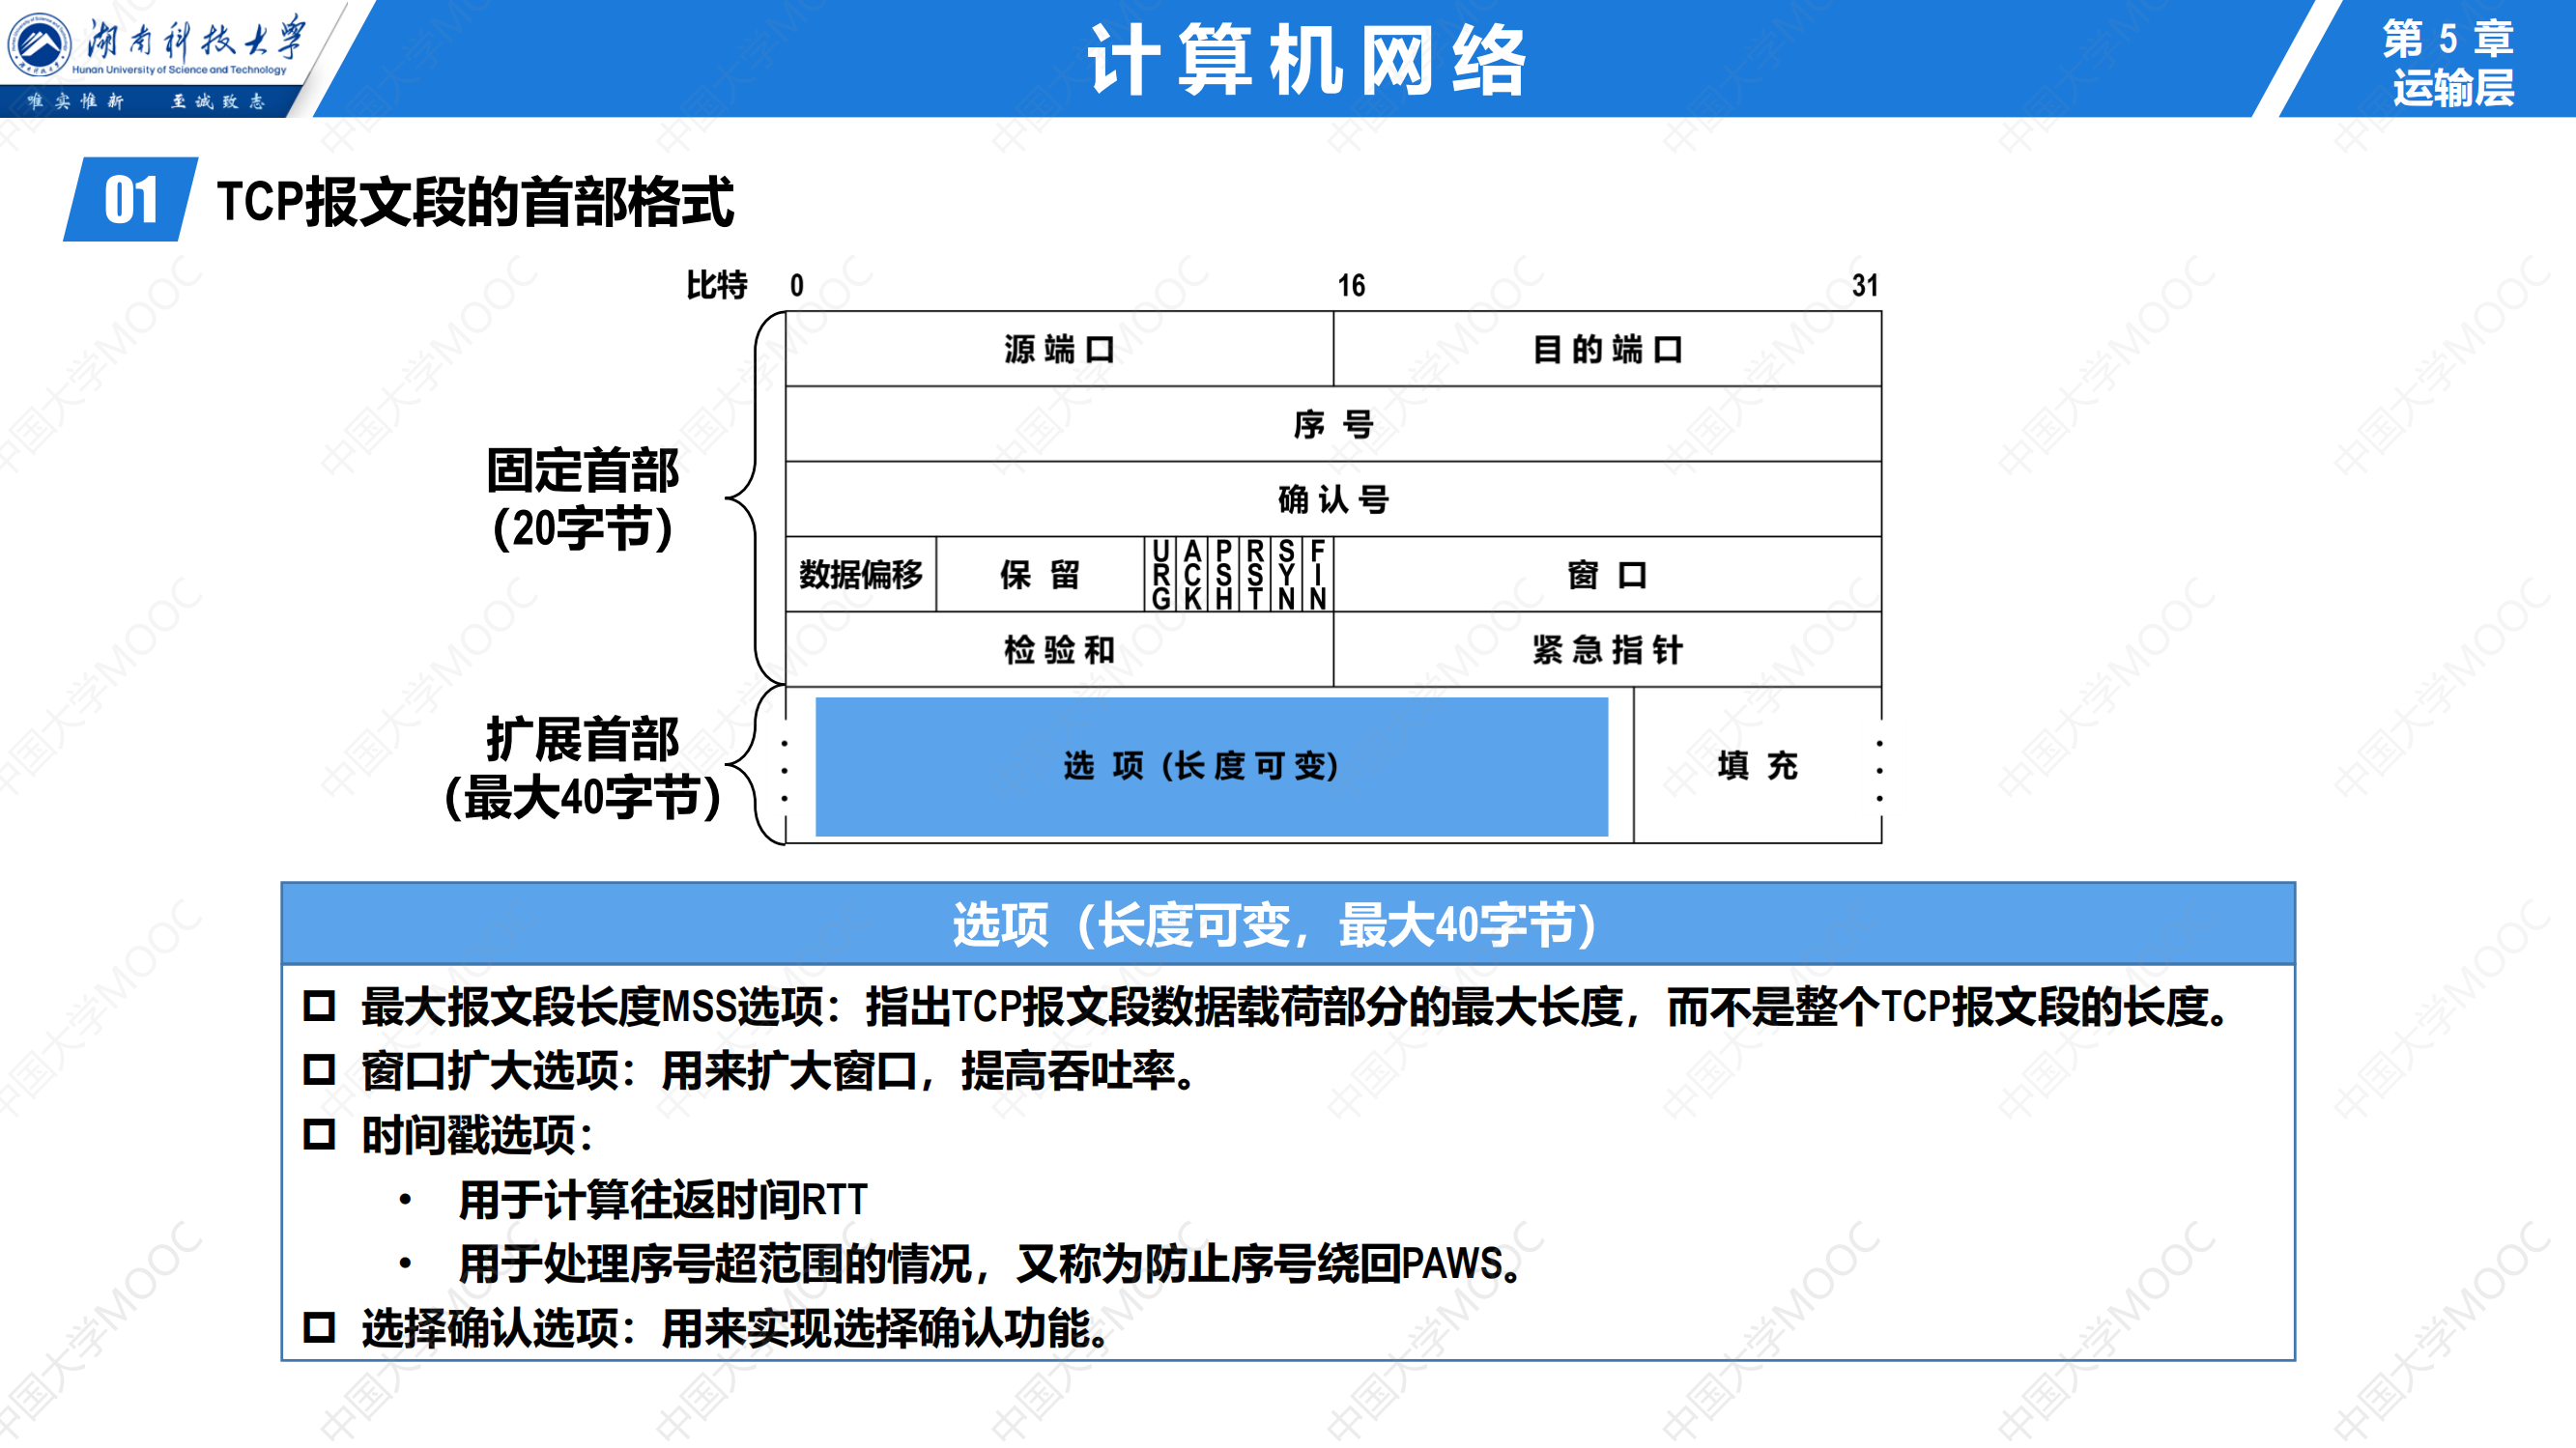 湖南科技大学
Hunan University of Science and Technology
唯实惟新 至诚致志
计算机网络
第 5 章
运输层
01 TCP报文段的首部格式
比特 0 16 31
源端口 目的端口
序号
确认号
固定首部
（20字节）
数据偏移 保留 URG ACK PSH RST SYN FIN 窗口
检验和 紧急指针
扩展首部
（最大40字节）
选项（长度可变） 填充
选项（长度可变，最大40字节）
最大报文段长度MSS选项：指出TCP报文段数据载荷部分的最大长度，而不是整个TCP报文段的长度。
窗口扩大选项：用来扩大窗口，提高吞吐率。
时间戳选项：
• 用于计算往返时间RTT
• 用于处理序号超范围的情况，又称为防止序号绕回PAWS。
选择确认选项：用来实现选择确认功能。
中国大学MOOC